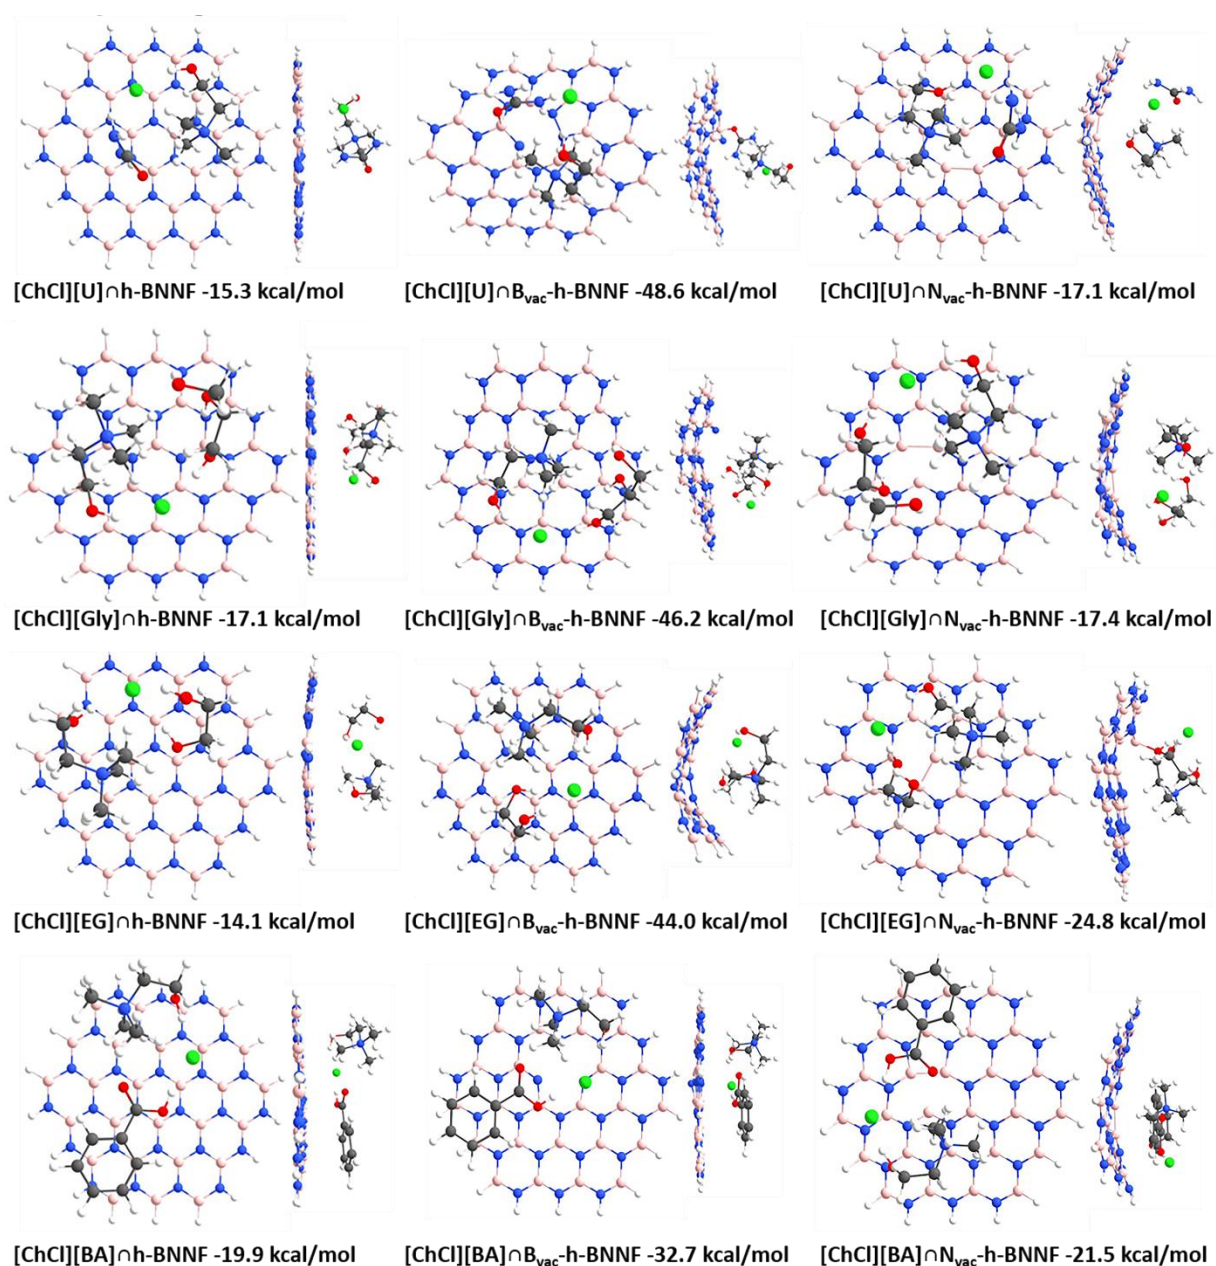 [ChCl][U]∩h-BNNF -15.3 kcal/mol
[ChCl][U]∩Bvac-h-BNNF -48.6 kcal/mol
[ChCl][U]∩Nvac-h-BNNF -17.1 kcal/mol
[ChCl][Gly]∩h-BNNF -17.1 kcal/mol
[ChCl][Gly]∩Bvac-h-BNNF -46.2 kcal/mol
[ChCl][Gly]∩Nvac-h-BNNF -17.4 kcal/mol
[ChCl][EG]∩h-BNNF -14.1 kcal/mol
[ChCl][EG]∩Bvac-h-BNNF -44.0 kcal/mol
[ChCl][EG]∩Nvac-h-BNNF -24.8 kcal/mol
[ChCl][BA]∩h-BNNF -19.9 kcal/mol
[ChCl][BA]∩Bvac-h-BNNF -32.7 kcal/mol
[ChCl][BA]∩Nvac-h-BNNF -21.5 kcal/mol